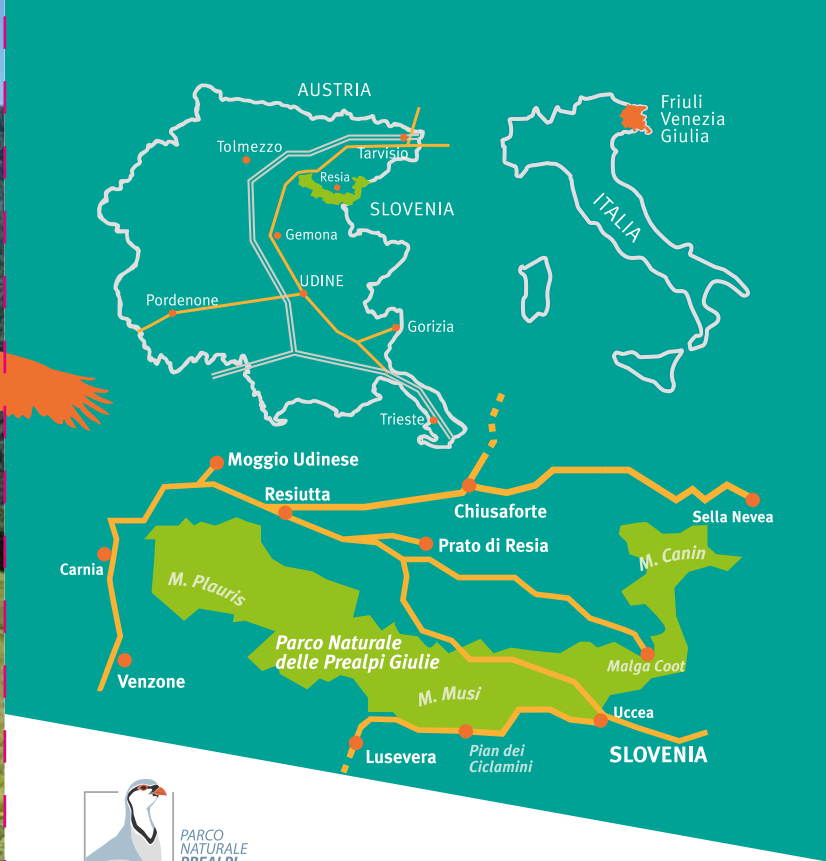 AUSTRIA
Friuli
Venezia
Giulia
Tolmezzo
Tarvisio
Resia
SLOVENIA
ITALIA
Gemona
UDINE
Pordenone
Gorizia
Trieste
Moggio Udinese
Resiutta
Chiusaforte
Sella Nevea
Prato di Resia
M. Canin
Carnia
M. Plauris
Parco Naturale
delle Prealpi Giulie
Malga Coot
Venzone
M. Musi
Uccea
Lusevera
Pian dei
Ciclamini
SLOVENIA
PARCO
NATURALE
PREALPI